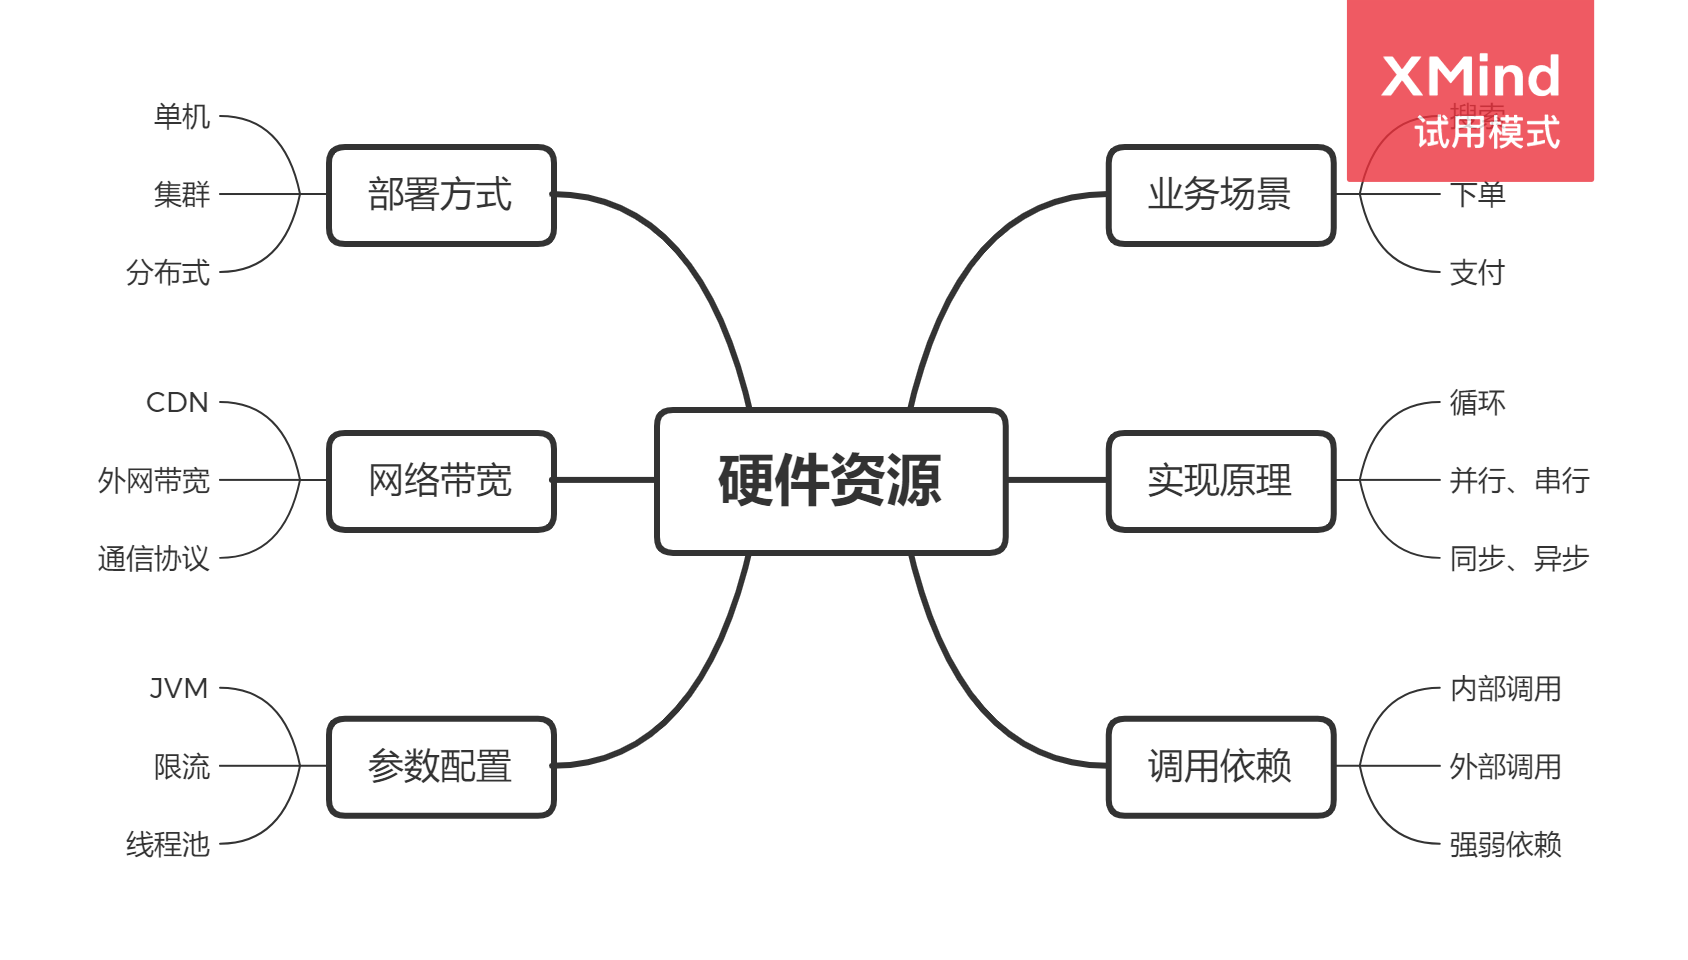 XMind
试用模式
硬件资源
业务场景
搜索
下单
支付
实现原理
循环
并行、串行
同步、异步
调用依赖
内部调用
外部调用
强弱依赖
部署方式
单机
集群
分布式
网络带宽
CDN
外网带宽
通信协议
参数配置
JVM
限流
线程池